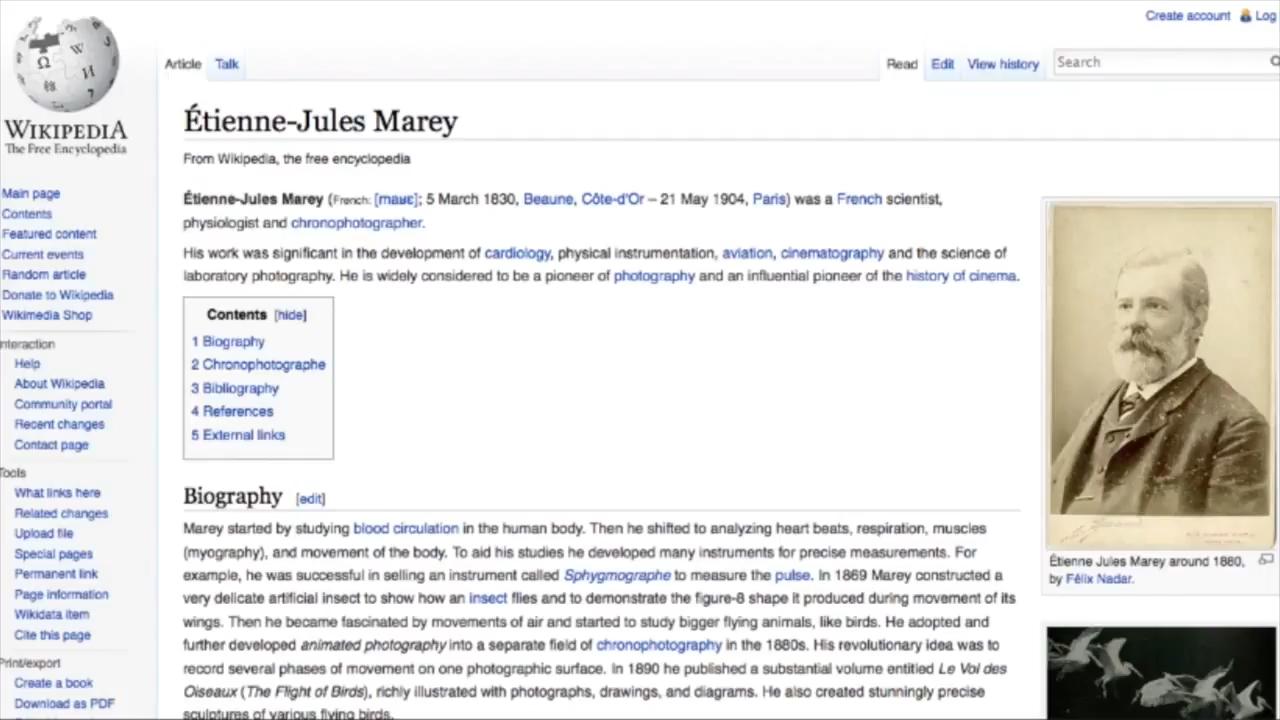 Create account Log
Article Talk Read Edit View history Search
WIKIPEDIA
The Free Encyclopedia
Étienne-Jules Marey
From Wikipedia, the free encyclopedia
Main page
Contents
Featured content
Current events
Random article
Donate to Wikipedia
Wikimedia Shop
nteraction
Help
About Wikipedia
Community portal
Recent changes
Contact page
Tools
What links here
Related changes
Upload file
Special pages
Permanent link
Page information
Wikidata item
Cite this page
Print/export
Create a book
Download as PDF
Étienne-Jules Marey (French: [maʁɛ]; 5 March 1830, Beaune, Côte-d'Or – 21 May 1904, Paris) was a French scientist,
physiologist and chronophotographer.
His work was significant in the development of cardiology, physical instrumentation, aviation, cinematography and the science of
laboratory photography. He is widely considered to be a pioneer of photography and an influential pioneer of the history of cinema.
Contents [hide]
1 Biography
2 Chronophotographe
3 Bibliography
4 References
5 External links
Biography [edit]
Marey started by studying blood circulation in the human body. Then he shifted to analyzing heart beats, respiration, muscles
(myography), and movement of the body. To aid his studies he developed many instruments for precise measurements. For
example, he was successful in selling an instrument called Sphygmographe to measure the pulse. In 1869 Marey constructed a
very delicate artificial insect to show how an insect flies and to demonstrate the figure-8 shape it produced during movement of its
wings. Then he became fascinated by movements of air and started to study bigger flying animals, like birds. He adopted and
further developed animated photography into a separate field of chronophotography in the 1880s. His revolutionary idea was to
record several phases of movement on one photographic surface. In 1890 he published a substantial volume entitled Le Vol des
Oiseaux (The Flight of Birds), richly illustrated with photographs, drawings, and diagrams. He also created stunningly precise
sculptures of various flying birds.
Étienne Jules Marey around 1880,
by Félix Nadar.